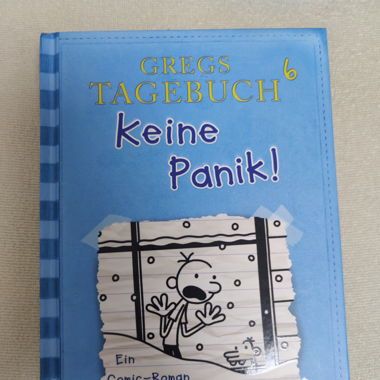 GREGS
TAGEBUCH 6
Keine
Panik!
Ein
Comic-Roman